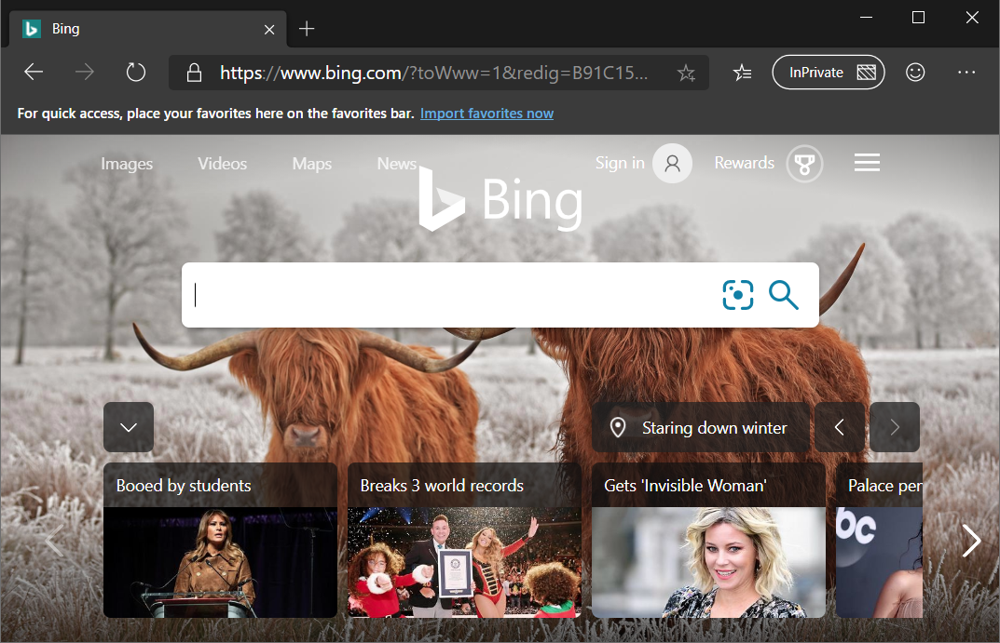 Bing
https://www.bing.com/?toWww=1&redig=B91C15...
InPrivate
For quick access, place your favorites here on the favorites bar. Import favorites now
Images Videos Maps News Sign in Rewards
Bing
Staring down winter
Booed by students
Breaks 3 world records
Gets 'Invisible Woman'
Palace per
abc